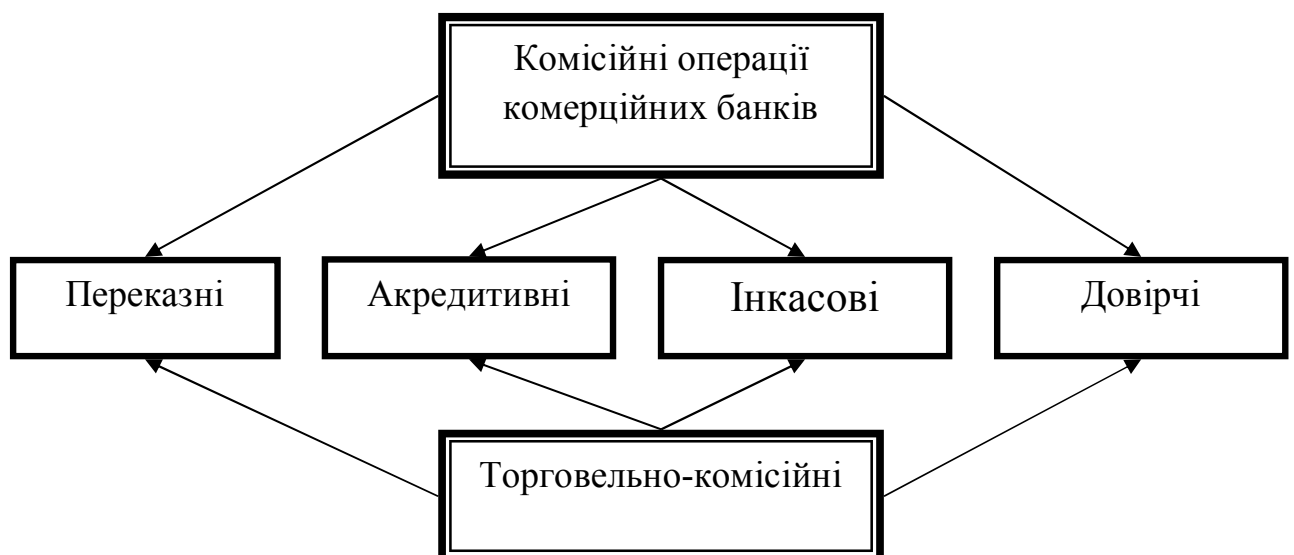 Комісійні операції
комерційних банків
Переказні
Акредитивні
Інкасові
Довірчі
Торговельно-комісійні